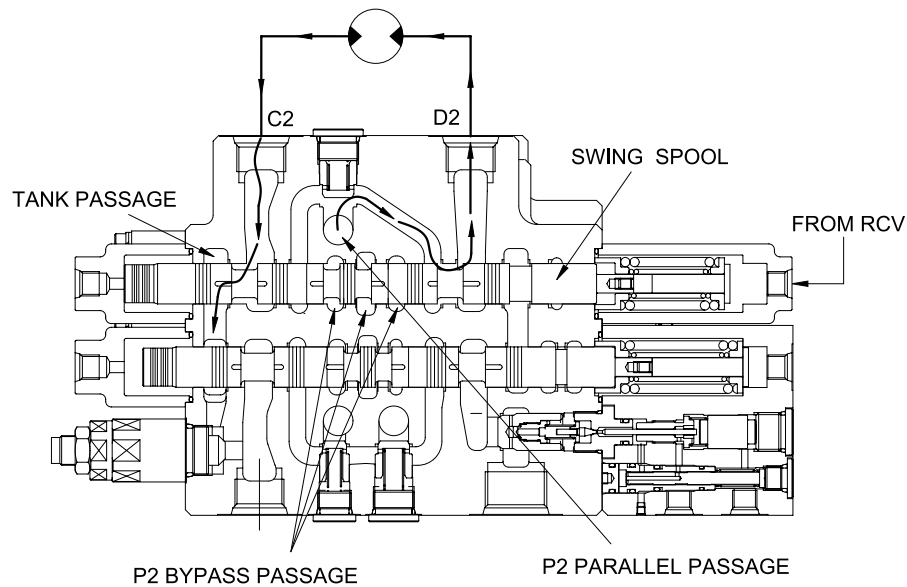 C2
D2
SWING SPOOL
TANK PASSAGE
FROM RCV
P2 BYPASS PASSAGE
P2 PARALLEL PASSAGE